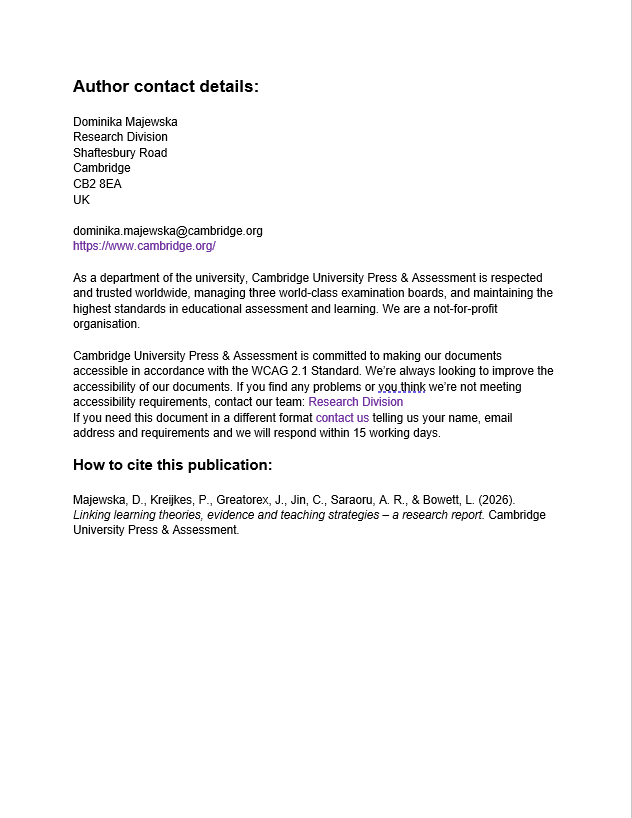 Author contact details:
Dominika Majewska
Research Division
Shaftesbury Road
Cambridge
CB2 8EA
UK
dominika.majewska@cambridge.org
https://www.cambridge.org/
As a department of the university, Cambridge University Press & Assessment is respected
and trusted worldwide, managing three world-class examination boards, and maintaining the
highest standards in educational assessment and learning. We are a not-for-profit
organisation.
Cambridge University Press & Assessment is committed to making our documents
accessible in accordance with the WCAG 2.1 Standard. We're always looking to improve the
accessibility of our documents. If you find any problems or you think we're not meeting
accessibility requirements, contact our team: Research Division
If you need this document in a different format contact us telling us your name, email
address and requirements and we will respond within 15 working days.
How to cite this publication:
Majewska, D., Kreijkes, P., Greatorex, J., Jin, C., Saraoru, A. R., & Bowett, L. (2026).
Linking learning theories, evidence and teaching strategies – a research report. Cambridge
University Press & Assessment.